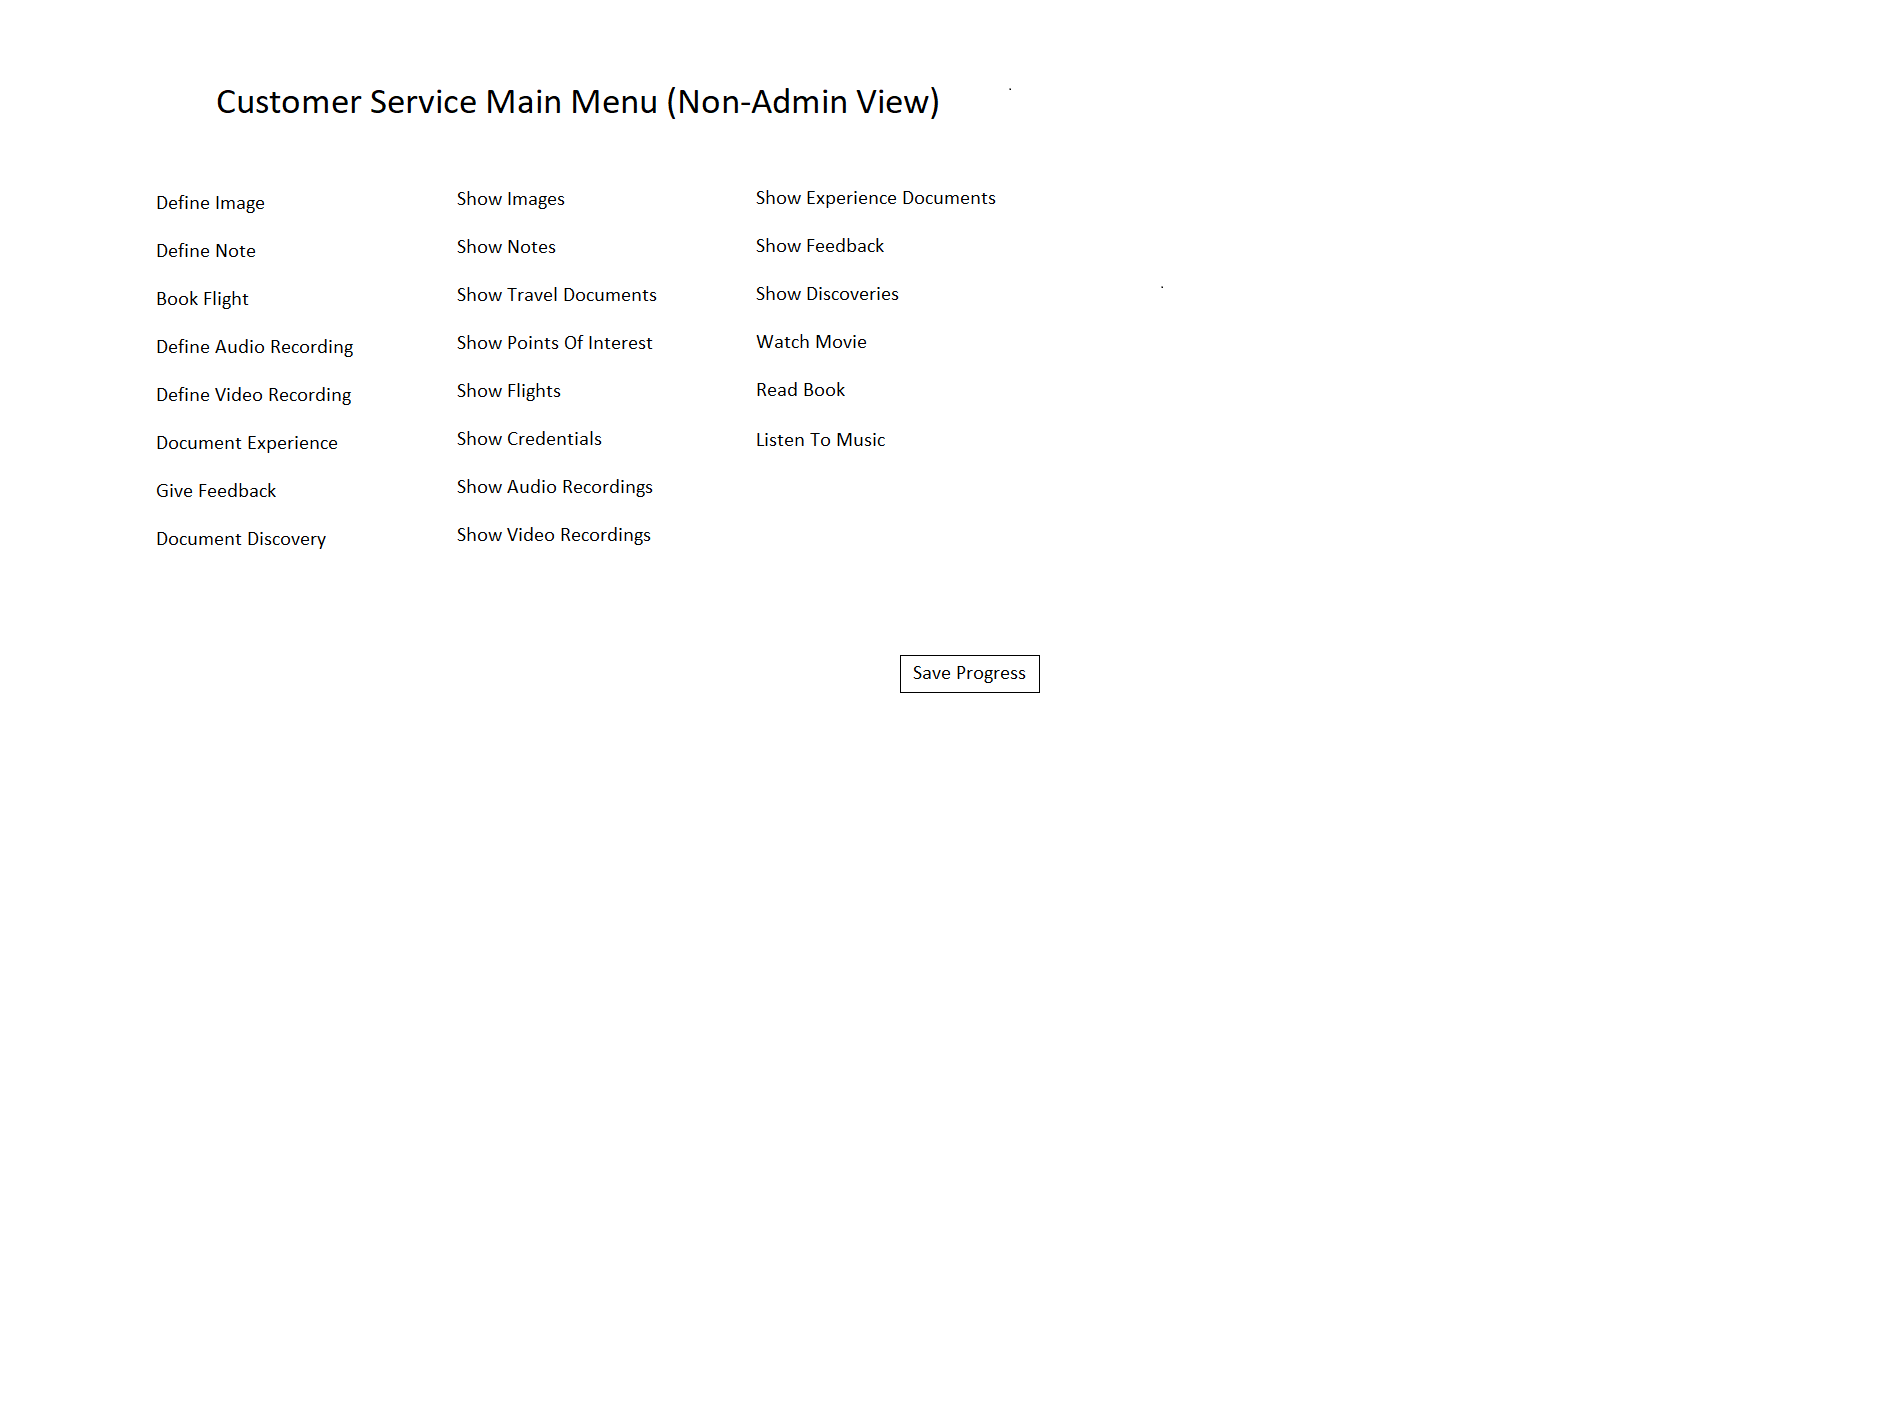 Customer Service Main Menu (Non-Admin View)
Define Image
Define Note
Book Flight
Define Audio Recording
Define Video Recording
Document Experience
Give Feedback
Document Discovery
Show Images
Show Notes
Show Travel Documents
Show Points Of Interest
Show Flights
Show Credentials
Show Audio Recordings
Show Video Recordings
Show Experience Documents
Show Feedback
Show Discoveries
Watch Movie
Read Book
Listen To Music
Save Progress